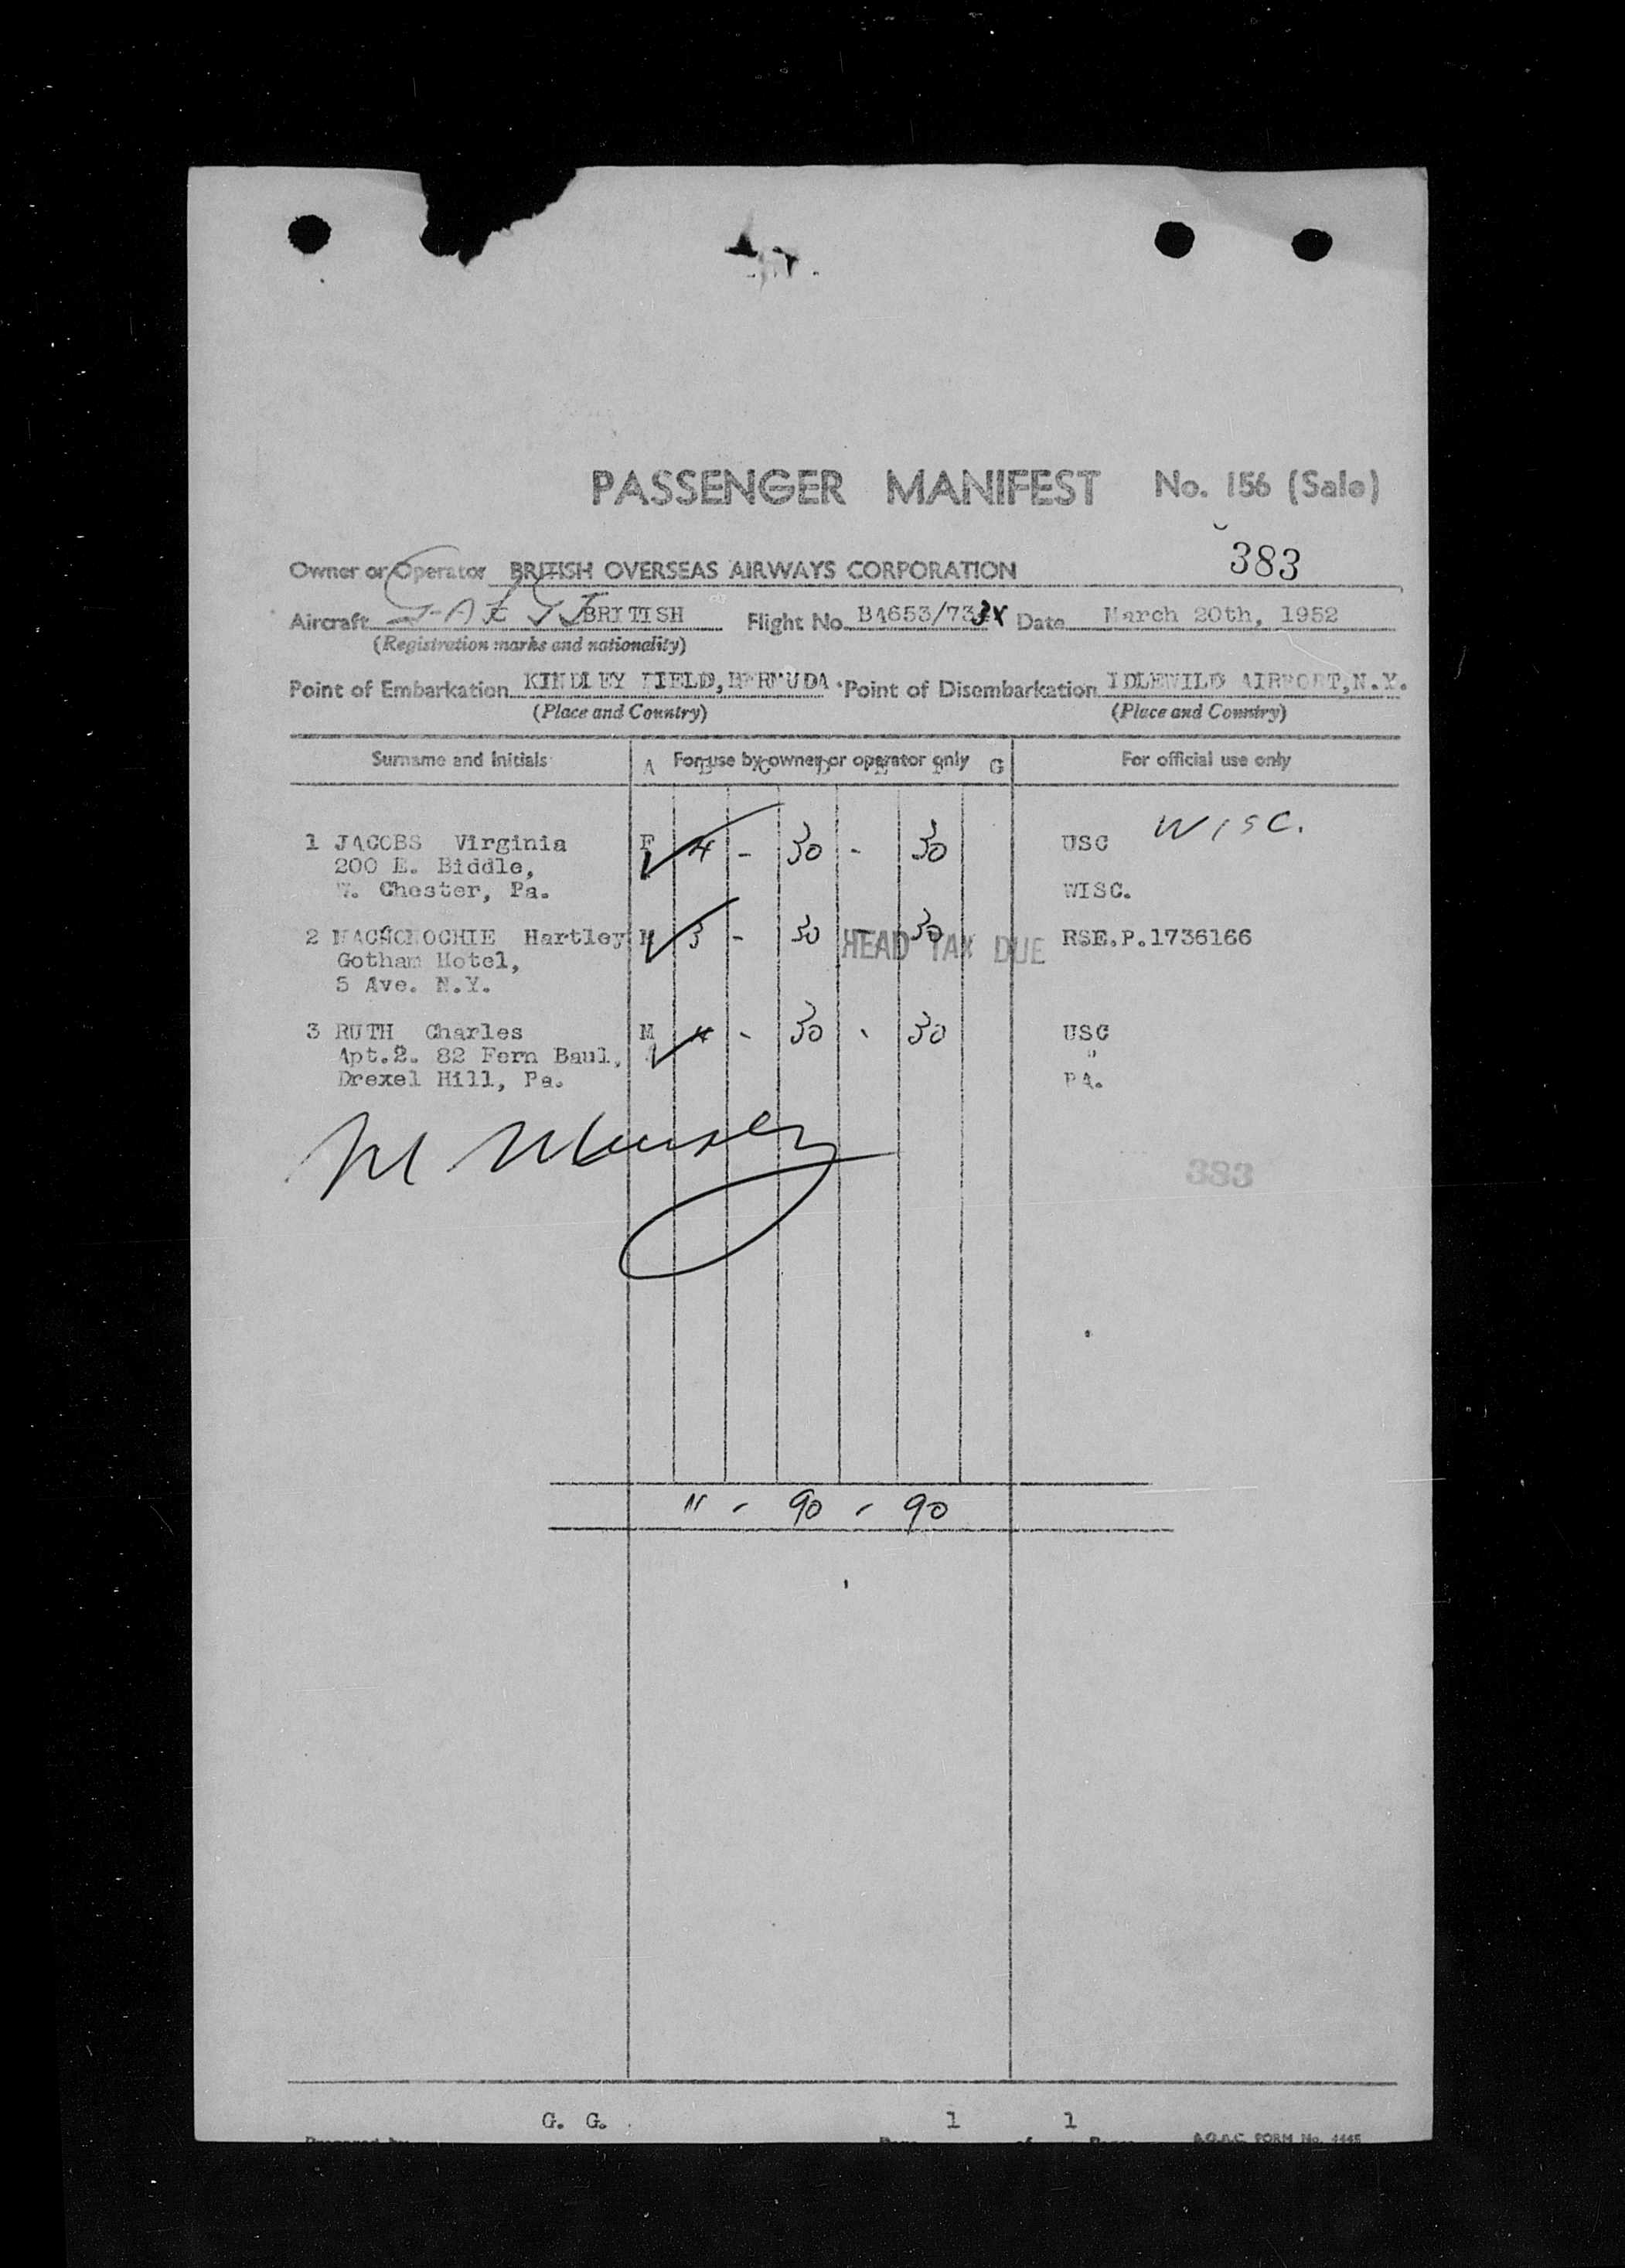 PASSENGER MANIFEST No. 156 (Sale)
383
Owner or Operator BRITISH OVERSEAS AIRWAYS CORPORATION
Aircraft BRITISH Flight No. B4653/733 Date March 20th, 1952
(Registration marks and nationality)
Point of Embarkation KINDLEY FIELD, BERMUDA Point of Disembarkation IDLEWILD AIRPORT, N.Y.
(Place and Country) (Place and Country)
Surname and Initials For use by owner or operator only For official use only
A B C D E F G
1 JACOBS Virginia F 4 - 30 - 30 USC WISC.
200 E. Biddle,
W. Chester, Pa. WISC.
2 Hartley M 3 - 30 - 30 HEAD TAX DUE RSE.P.1736166
Gotham Hotel,
5 Ave. N.Y.
3 RUTH Charles M 4 - 30 - 30 USC
Apt.2. 82 Fern Baul, "
Drexel Hill, Pa. PA.
383
11 - 90 - 90
G. G. 1 1
FORM No.